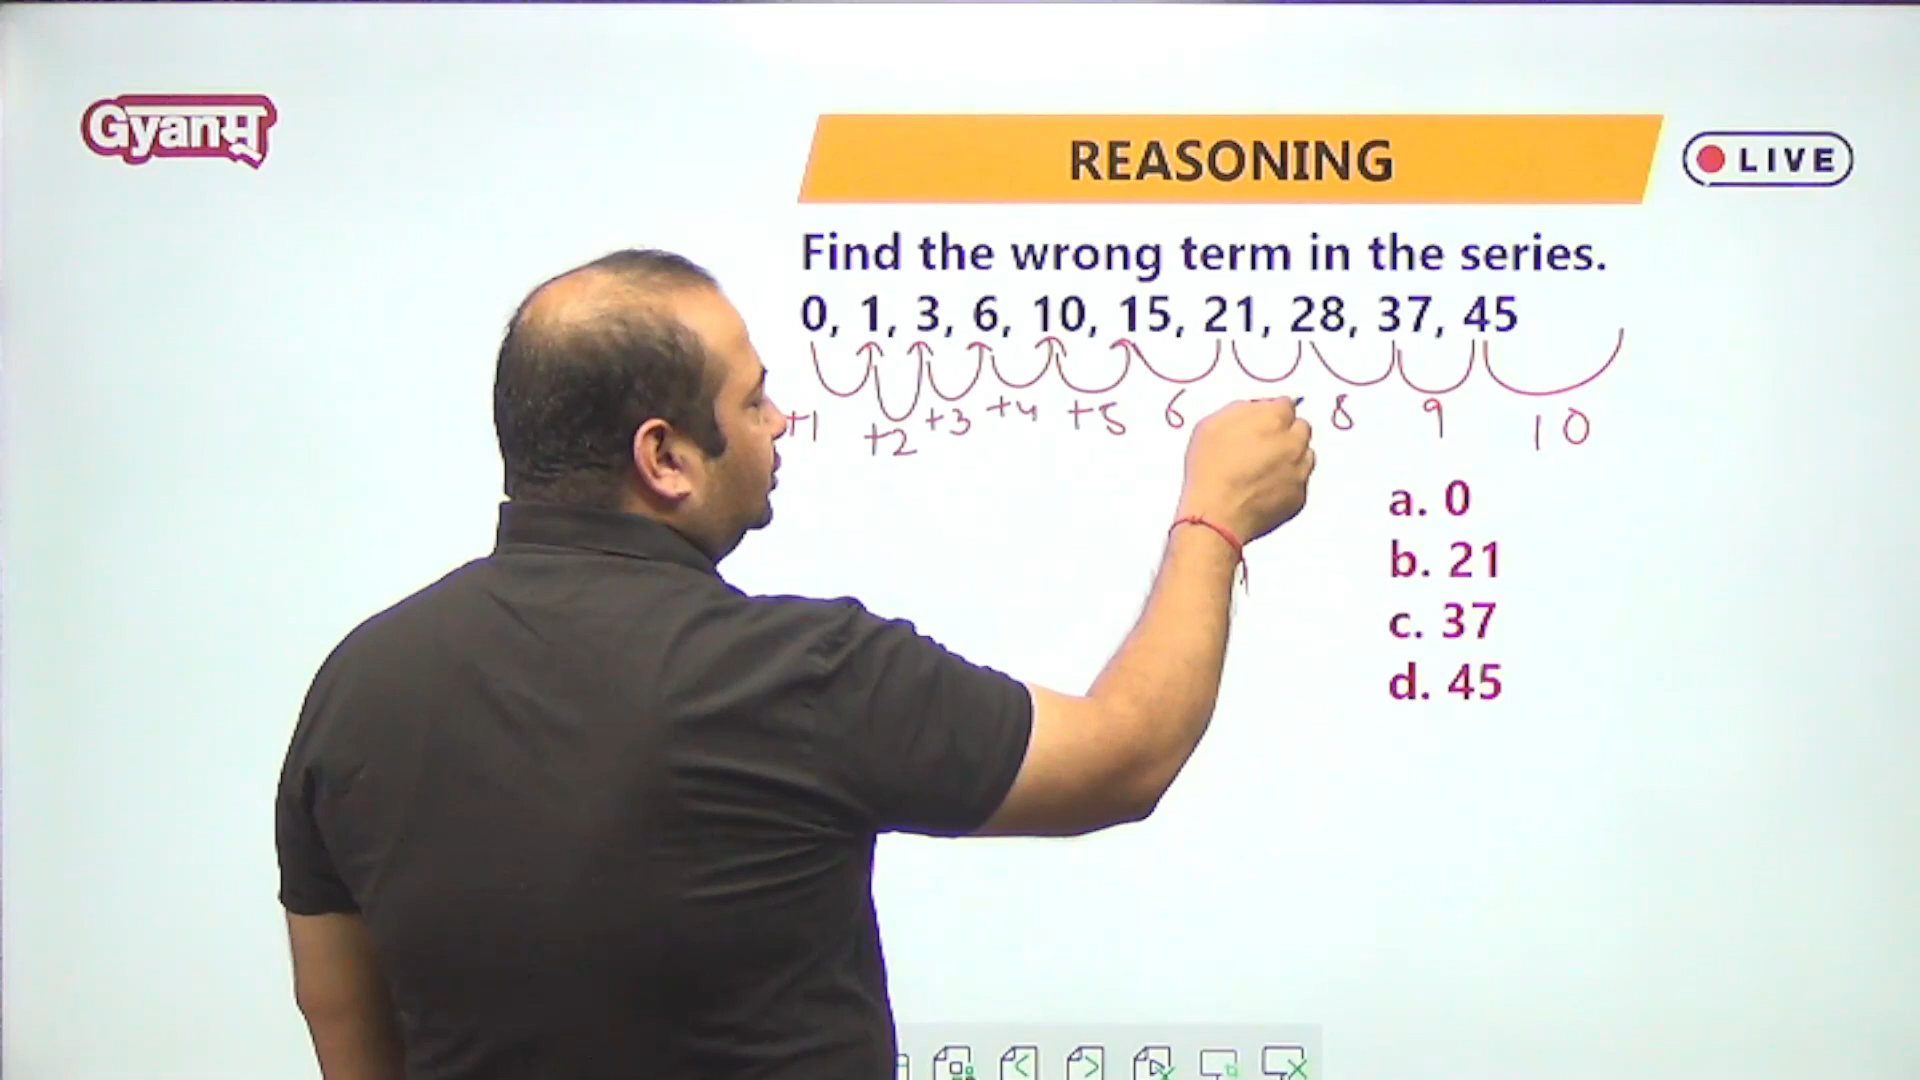 Gyanम्
REASONING
LIVE
Find the wrong term in the series.
0, 1, 3, 6, 10, 15, 21, 28, 37, 45
+1 +2 +3 +4 +5 6 8 9 10
a. 0
b. 21
c. 37
d. 45